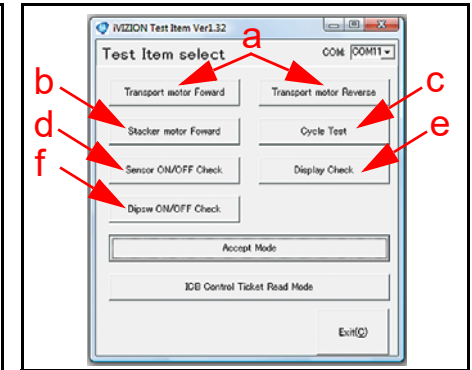 iVIZION Test Item Ver1.32
Test Item select
COM: COM11
a
Transport motor Foward
Transport motor Reverse
b
c
Stacker motor Foward
Cycle Test
d
e
Sensor ON/OFF Check
Display Check
f
Dipsw ON/OFF Check
Accept Mode
ICB Control Ticket Read Mode
Exit(C)